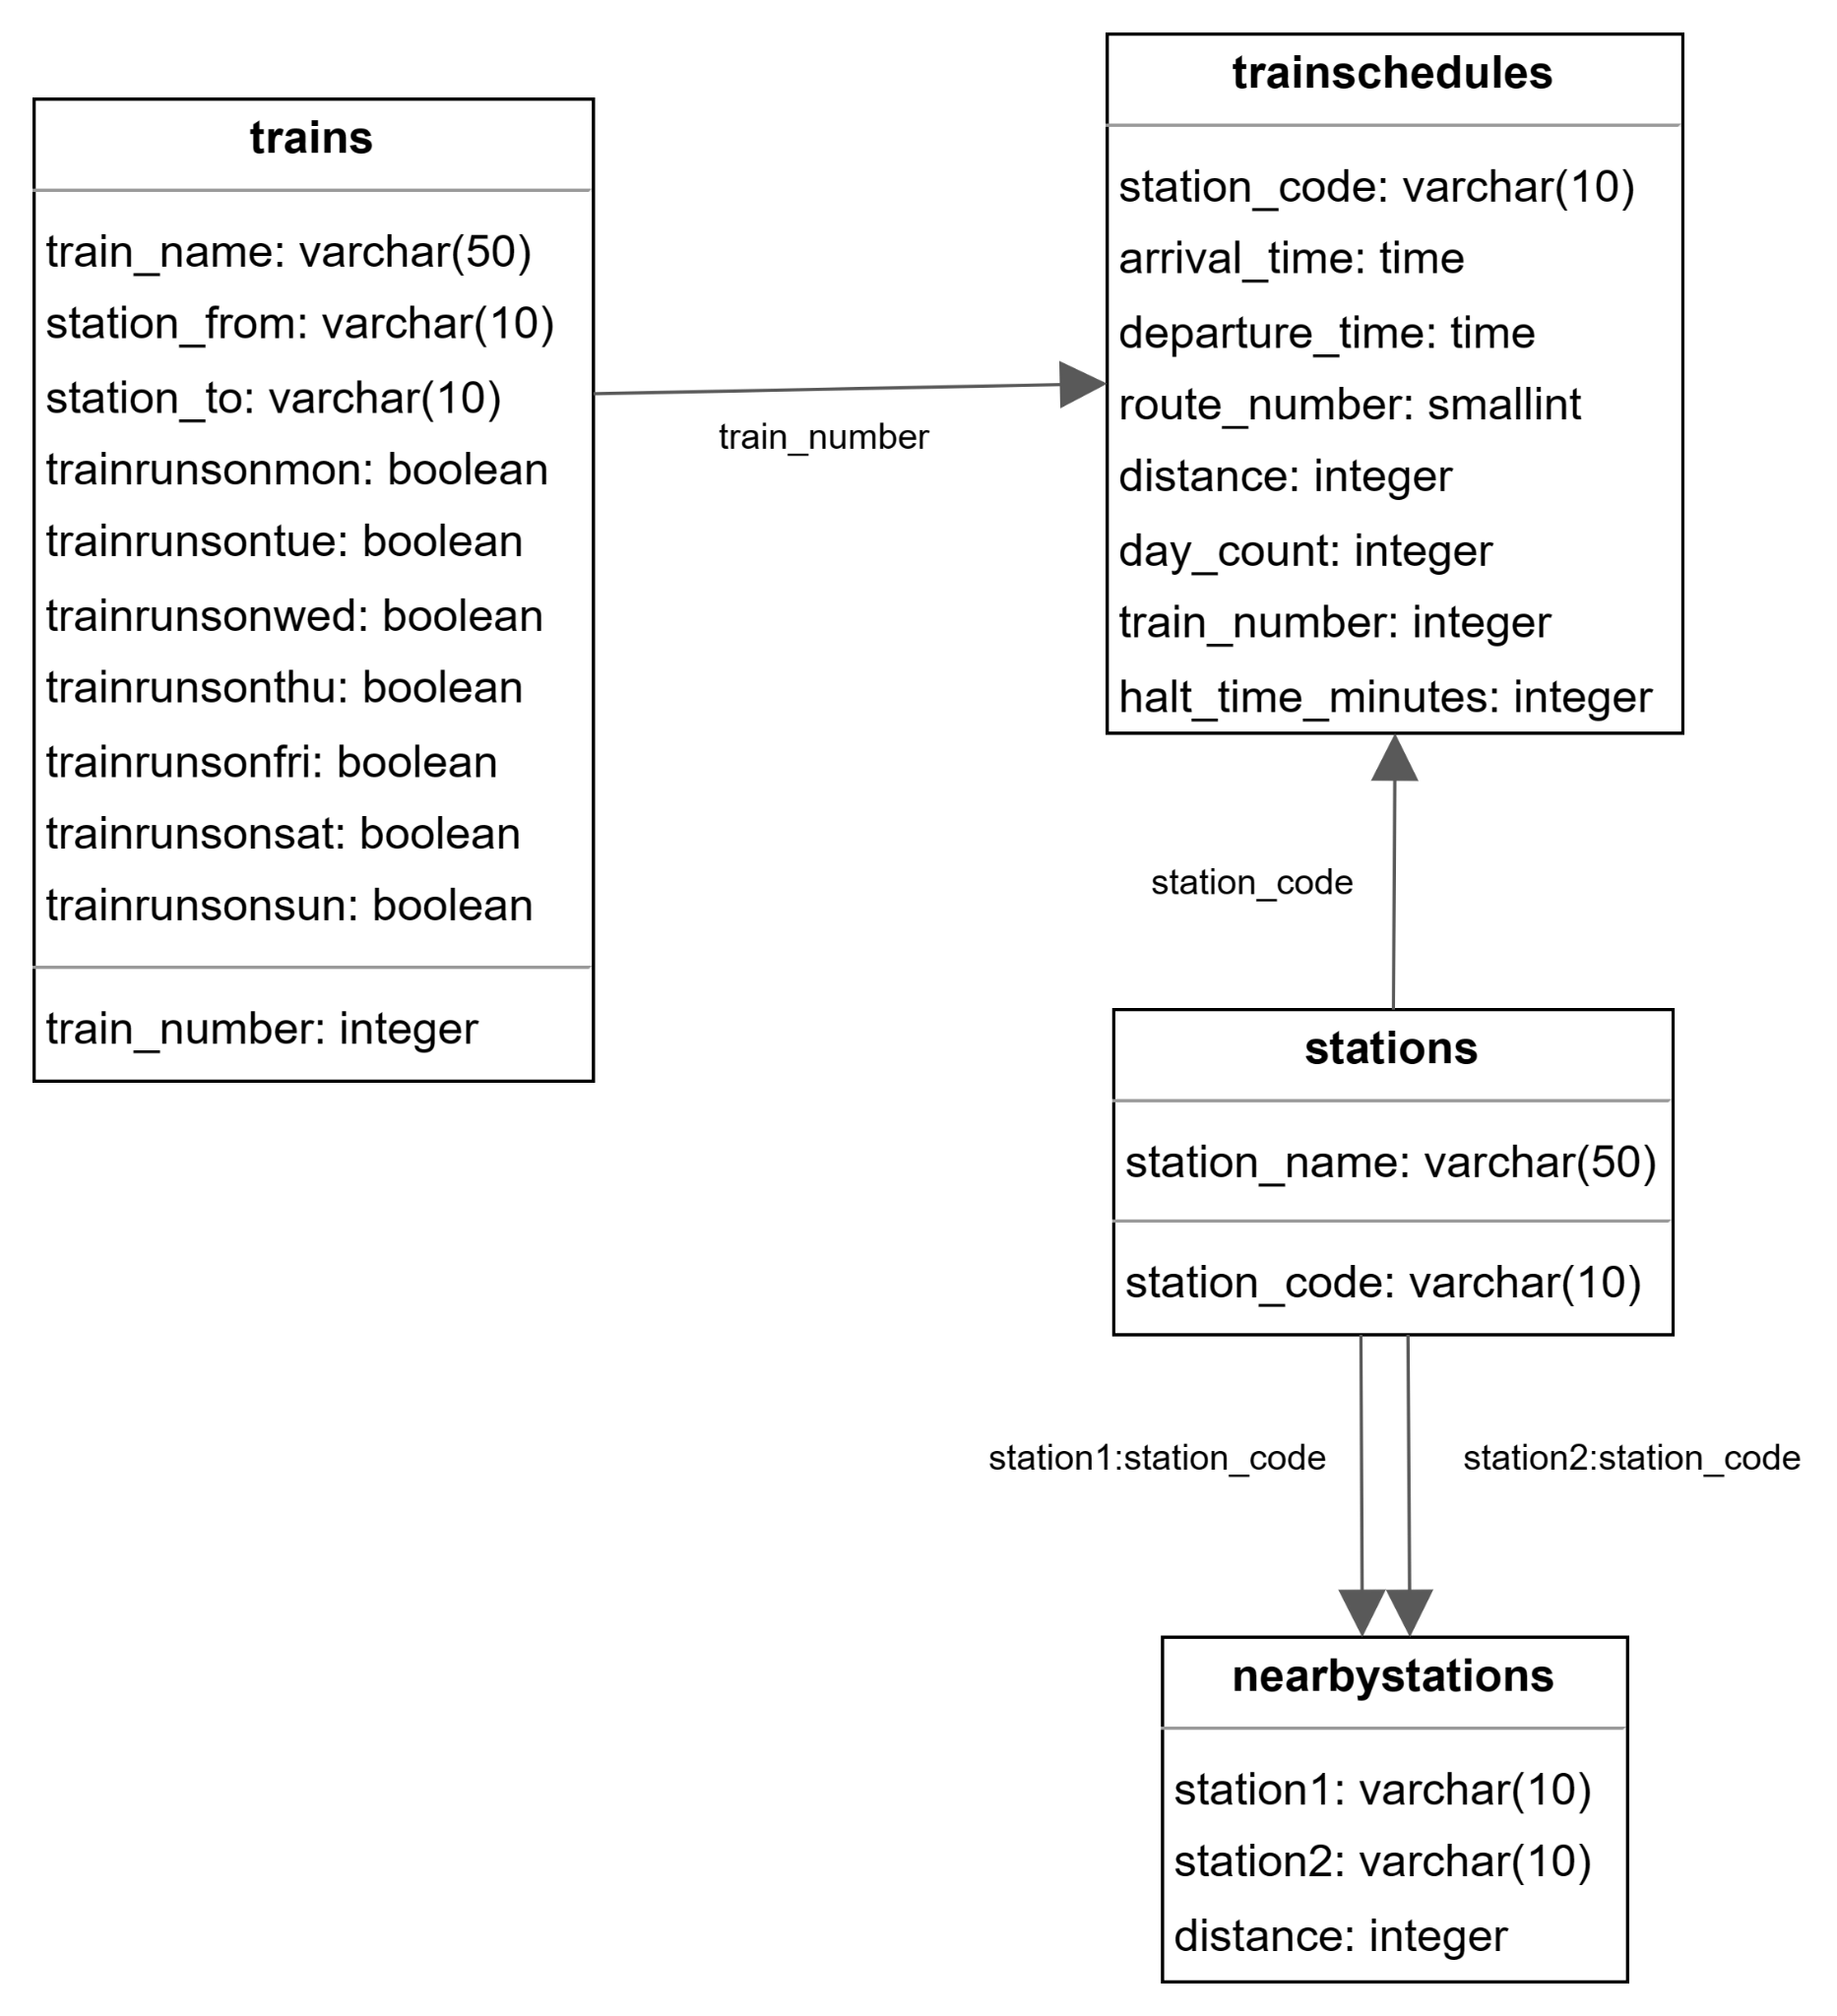 trains
train_name: varchar(50)
station_from: varchar(10)
station_to: varchar(10)
trainrunsonmon: boolean
trainrunsontue: boolean
trainrunsonwed: boolean
trainrunsonthu: boolean
trainrunsonfri: boolean
trainrunsonsat: boolean
trainrunsonsun: boolean
train_number: integer
train_number
trainschedules
station_code: varchar(10)
arrival_time: time
departure_time: time
route_number: smallint
distance: integer
day_count: integer
train_number: integer
halt_time_minutes: integer
station_code
stations
station_name: varchar(50)
station_code: varchar(10)
station1:station_code
station2:station_code
nearbystations
station1: varchar(10)
station2: varchar(10)
distance: integer